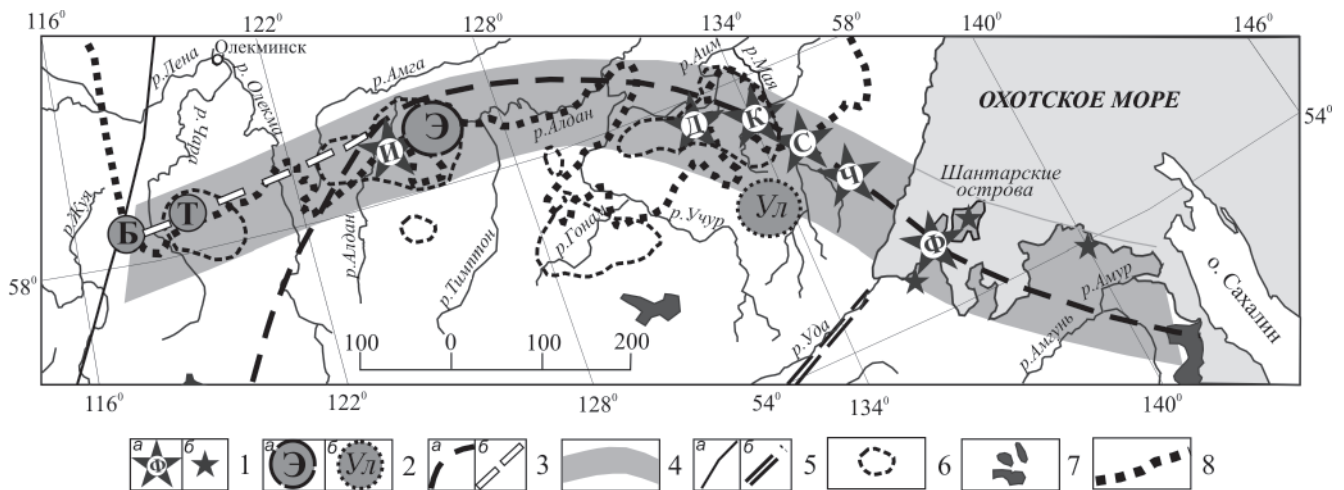 116⁰ 122⁰ 128⁰ 134⁰ 58⁰ 140⁰ 146⁰
Олекминск
р.Лена
р. Олекма
р.Амга
р.Аим
р.Мая
ОХОТСКОЕ МОРЕ
54⁰
р.Чара
Э
р.Алдан
Д
К
С
И
Ч
Шантарские
острова
р.Жуя
Т
Б
Ул
Ф
р.Учур
р.Гонам
р.Алдан
р.Тимптон
58⁰
р.Амур
о. Сахалин
р.Уда
р.Амгунь
100 0 100 200
116⁰ 122⁰ 128⁰ 54⁰ 134⁰ 140⁰
а Ф б 1 а Э б Ул 2 а б 3 4 а б 5 6 7 8